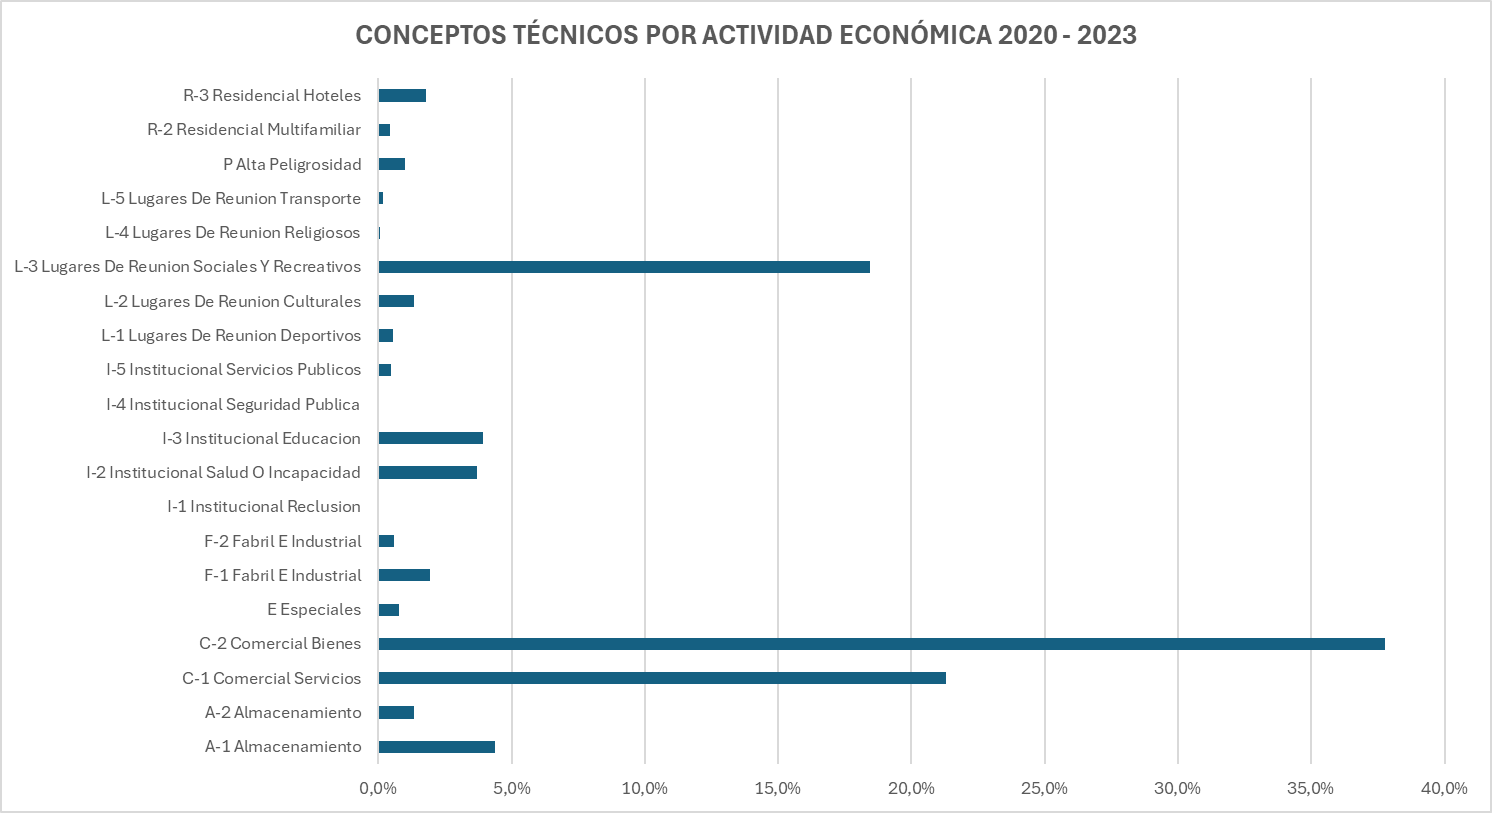 CONCEPTOS TÉCNICOS POR ACTIVIDAD ECONÓMICA 2020 - 2023
R-3 Residencial Hoteles
R-2 Residencial Multifamiliar
P Alta Peligrosidad
L-5 Lugares De Reunion Transporte
L-4 Lugares De Reunion Religiosos
L-3 Lugares De Reunion Sociales Y Recreativos
L-2 Lugares De Reunion Culturales
L-1 Lugares De Reunion Deportivos
I-5 Institucional Servicios Publicos
I-4 Institucional Seguridad Publica
I-3 Institucional Educacion
I-2 Institucional Salud O Incapacidad
I-1 Institucional Reclusion
F-2 Fabril E Industrial
F-1 Fabril E Industrial
E Especiales
C-2 Comercial Bienes
C-1 Comercial Servicios
A-2 Almacenamiento
A-1 Almacenamiento
0,0% 5,0% 10,0% 15,0% 20,0% 25,0% 30,0% 35,0% 40,0%